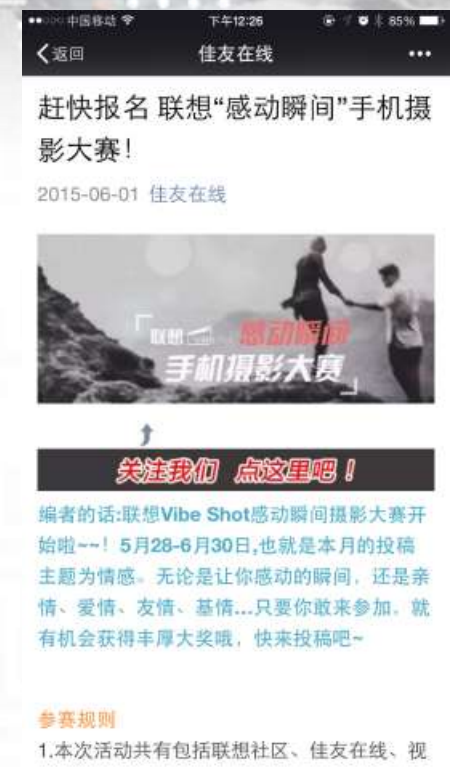 中国移动 下午12:26 85%
返回 佳友在线
赶快报名 联想“感动瞬间”手机摄
影大赛！
2015-06-01 佳友在线
联想 感动瞬间
手机摄影大赛
关注我们 点这里吧！
编者的话:联想Vibe Shot感动瞬间摄影大赛开
始啦~~！5月28-6月30日,也就是本月的投稿
主题为情感。无论是让你感动的瞬间，还是亲
情、爱情、友情、基情...只要你敢来参加，就
有机会获得丰厚大奖哦，快来投稿吧~
参赛规则
1.本次活动共有包括联想社区、佳友在线、视